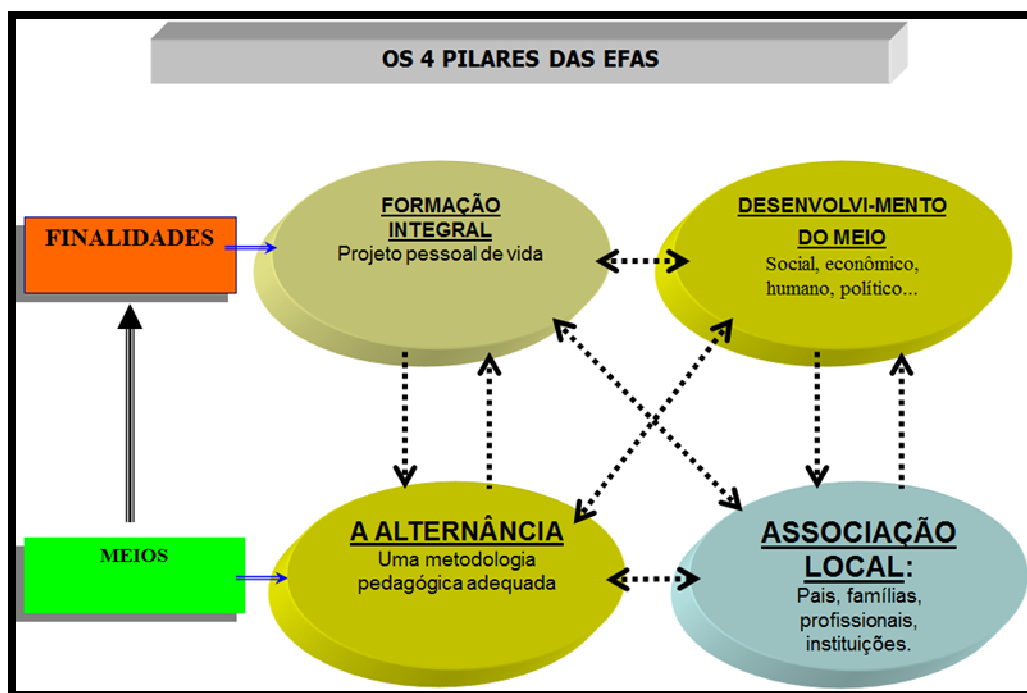 OS 4 PILARES DAS EFAS
FINALIDADES
FORMAÇÃO
INTEGRAL
Projeto pessoal de vida
DESENVOLVI-MENTO
DO MEIO
Social, econômico,
humano, político...
MEIOS
A ALTERNÂNCIA
Uma metodologia
pedagógica adequada
ASSOCIAÇÃO
LOCAL:
Pais, famílias,
profissionais,
instituições.